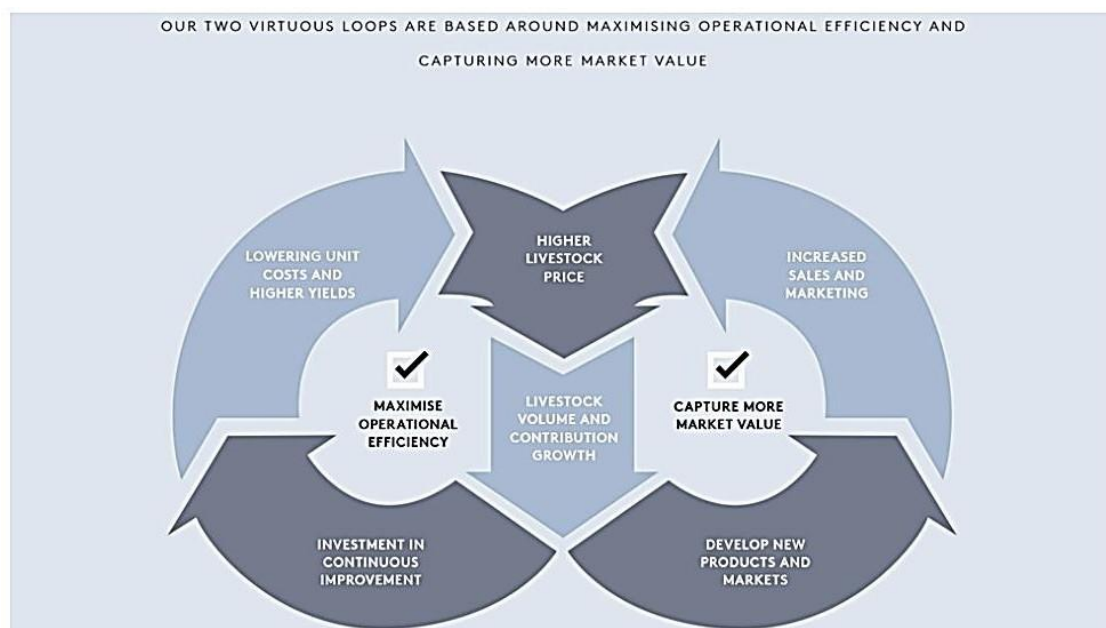 OUR TWO VIRTUOUS LOOPS ARE BASED AROUND MAXIMISING OPERATIONAL EFFICIENCY AND
CAPTURING MORE MARKET VALUE
HIGHER
LIVESTOCK
PRICE
LOWERING UNIT
COSTS AND
HIGHER YIELDS
INCREASED
SALES AND
MARKETING
MAXIMISE
OPERATIONAL
EFFICIENCY
LIVESTOCK
VOLUME AND
CONTRIBUTION
GROWTH
CAPTURE MORE
MARKET VALUE
INVESTMENT IN
CONTINUOUS
IMPROVEMENT
DEVELOP NEW
PRODUCTS AND
MARKETS